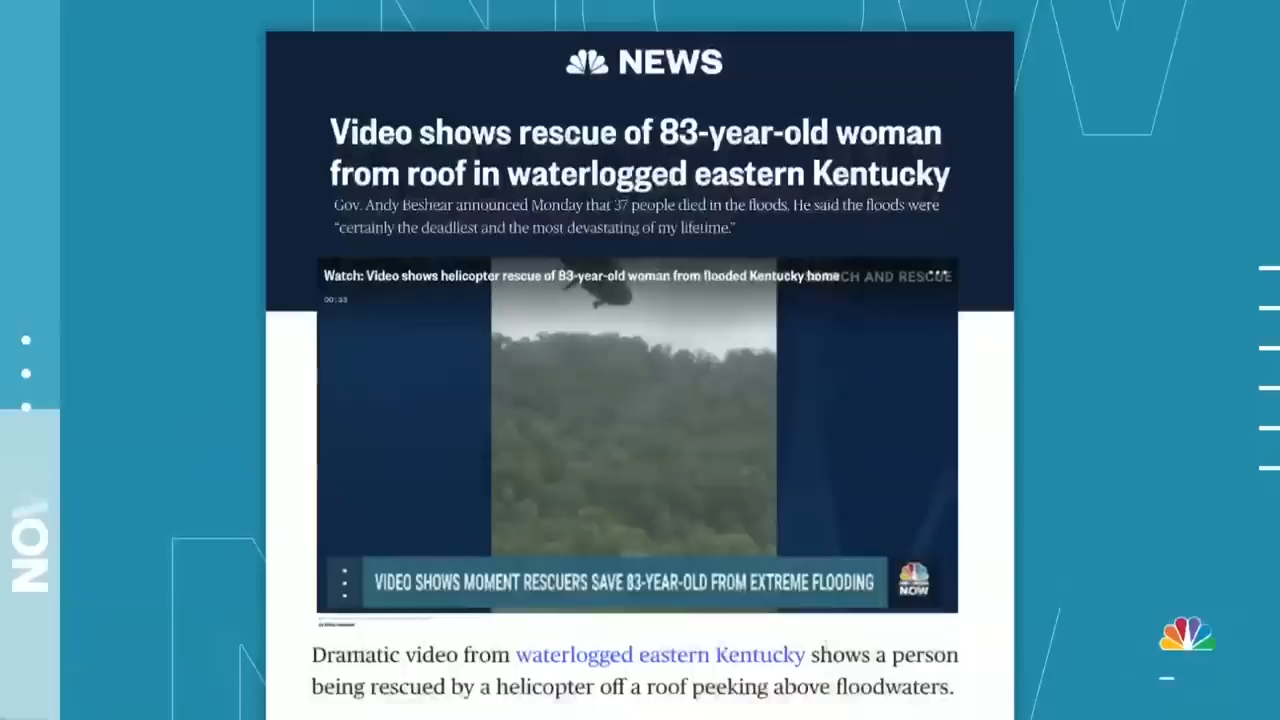 NEWS
Video shows rescue of 83-year-old woman
from roof in waterlogged eastern Kentucky
Gov. Andy Beshear announced Monday that 37 people died in the floods. He said the floods were
"certainly the deadliest and the most devastating of my lifetime."
Watch: Video shows helicopter rescue of 83-year-old woman from flooded Kentucky home
CH AND RESCUE
00:33
VIDEO SHOWS MOMENT RESCUERS SAVE 83-YEAR-OLD FROM EXTREME FLOODING
NOW
Dramatic video from waterlogged eastern Kentucky shows a person
being rescued by a helicopter off a roof peeking above floodwaters.
NOW